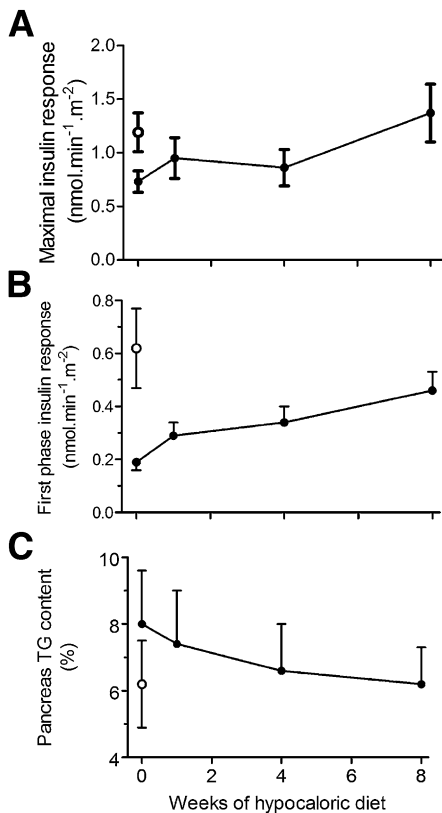 A
Maximal insulin response
(nmol.min-1.m-2)
2.0
1.5
1.0
0.5
0.0
B
First phase insulin response
(nmol.min-1.m-2)
0.8
0.6
0.4
0.2
0.0
C
Pancreas TG content
(%)
10
8
6
4
0 2 4 6 8
Weeks of hypocaloric diet